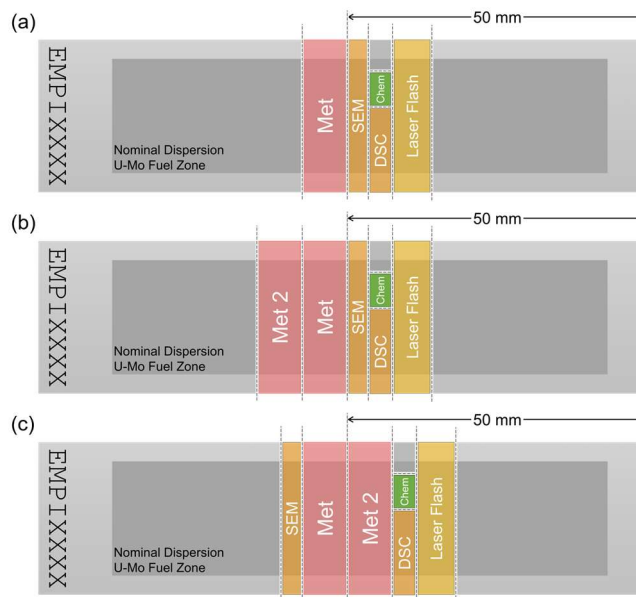 (a)
50 mm
EMPIXXXX
Nominal Dispersion
U-Mo Fuel Zone
Met
SEM
Chem
DSC
Laser Flash
(b)
50 mm
EMPIXXXX
Nominal Dispersion
U-Mo Fuel Zone
Met 2
Met
SEM
Chem
DSC
Laser Flash
(c)
50 mm
EMPIXXXX
Nominal Dispersion
U-Mo Fuel Zone
SEM
Met
Met 2
Chem
DSC
Laser Flash